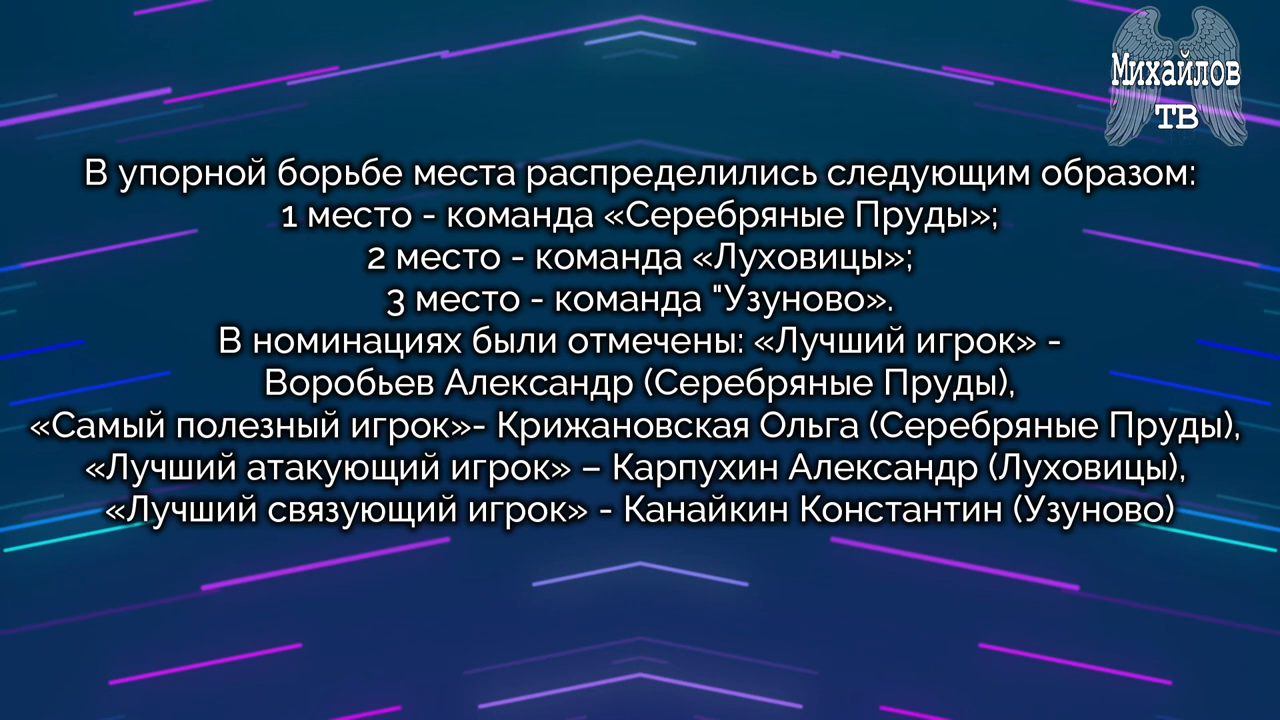 Михайлов
ТВ
В упорной борьбе места распределились следующим образом:
1 место - команда «Серебряные Пруды»;
2 место - команда «Луховицы»;
3 место - команда "Узуново».
В номинациях были отмечены: «Лучший игрок» -
Воробьев Александр (Серебряные Пруды),
«Самый полезный игрок»- Крижановская Ольга (Серебряные Пруды),
«Лучший атакующий игрок» – Карпухин Александр (Луховицы),
«Лучший связующий игрок» - Канайкин Константин (Узуново)